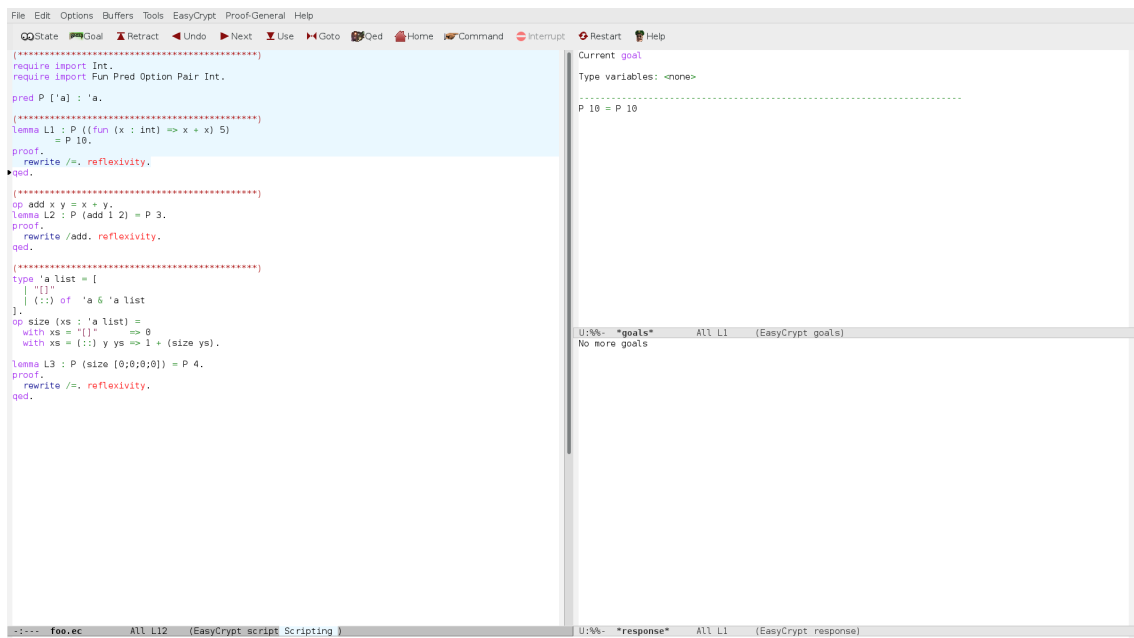 File Edit Options Buffers Tools EasyCrypt Proof-General Help
State Goal Retract Undo Next Use Goto Qed Home Command Interrupt Restart Help
(*********************************************)
require import Int.
require import Fun Pred Option Pair Int.
pred P ['a] : 'a.
(*********************************************)
lemma L1 : P ((fun (x : int) => x + x) 5)
= P 10.
proof.
rewrite /=. reflexivity.
qed.
(*********************************************)
op add x y = x + y.
lemma L2 : P (add 1 2) = P 3.
proof.
rewrite /add. reflexivity.
qed.
(*********************************************)
type 'a list = [
| "[]"
| (::) of 'a & 'a list
].
op size (xs : 'a list) =
with xs = "[]" => 0
with xs = (::) y ys => 1 + (size ys).
lemma L3 : P (size [0;0;0;0]) = P 4.
proof.
rewrite /=. reflexivity.
qed.
-:--- foo.ec All L12 (EasyCrypt script Scripting )
Current goal
Type variables: <none>
------------------------------------------------------------------------
P 10 = P 10
U:%%- *goals* All L1 (EasyCrypt goals)
No more goals
U:%%- *response* All L1 (EasyCrypt response)